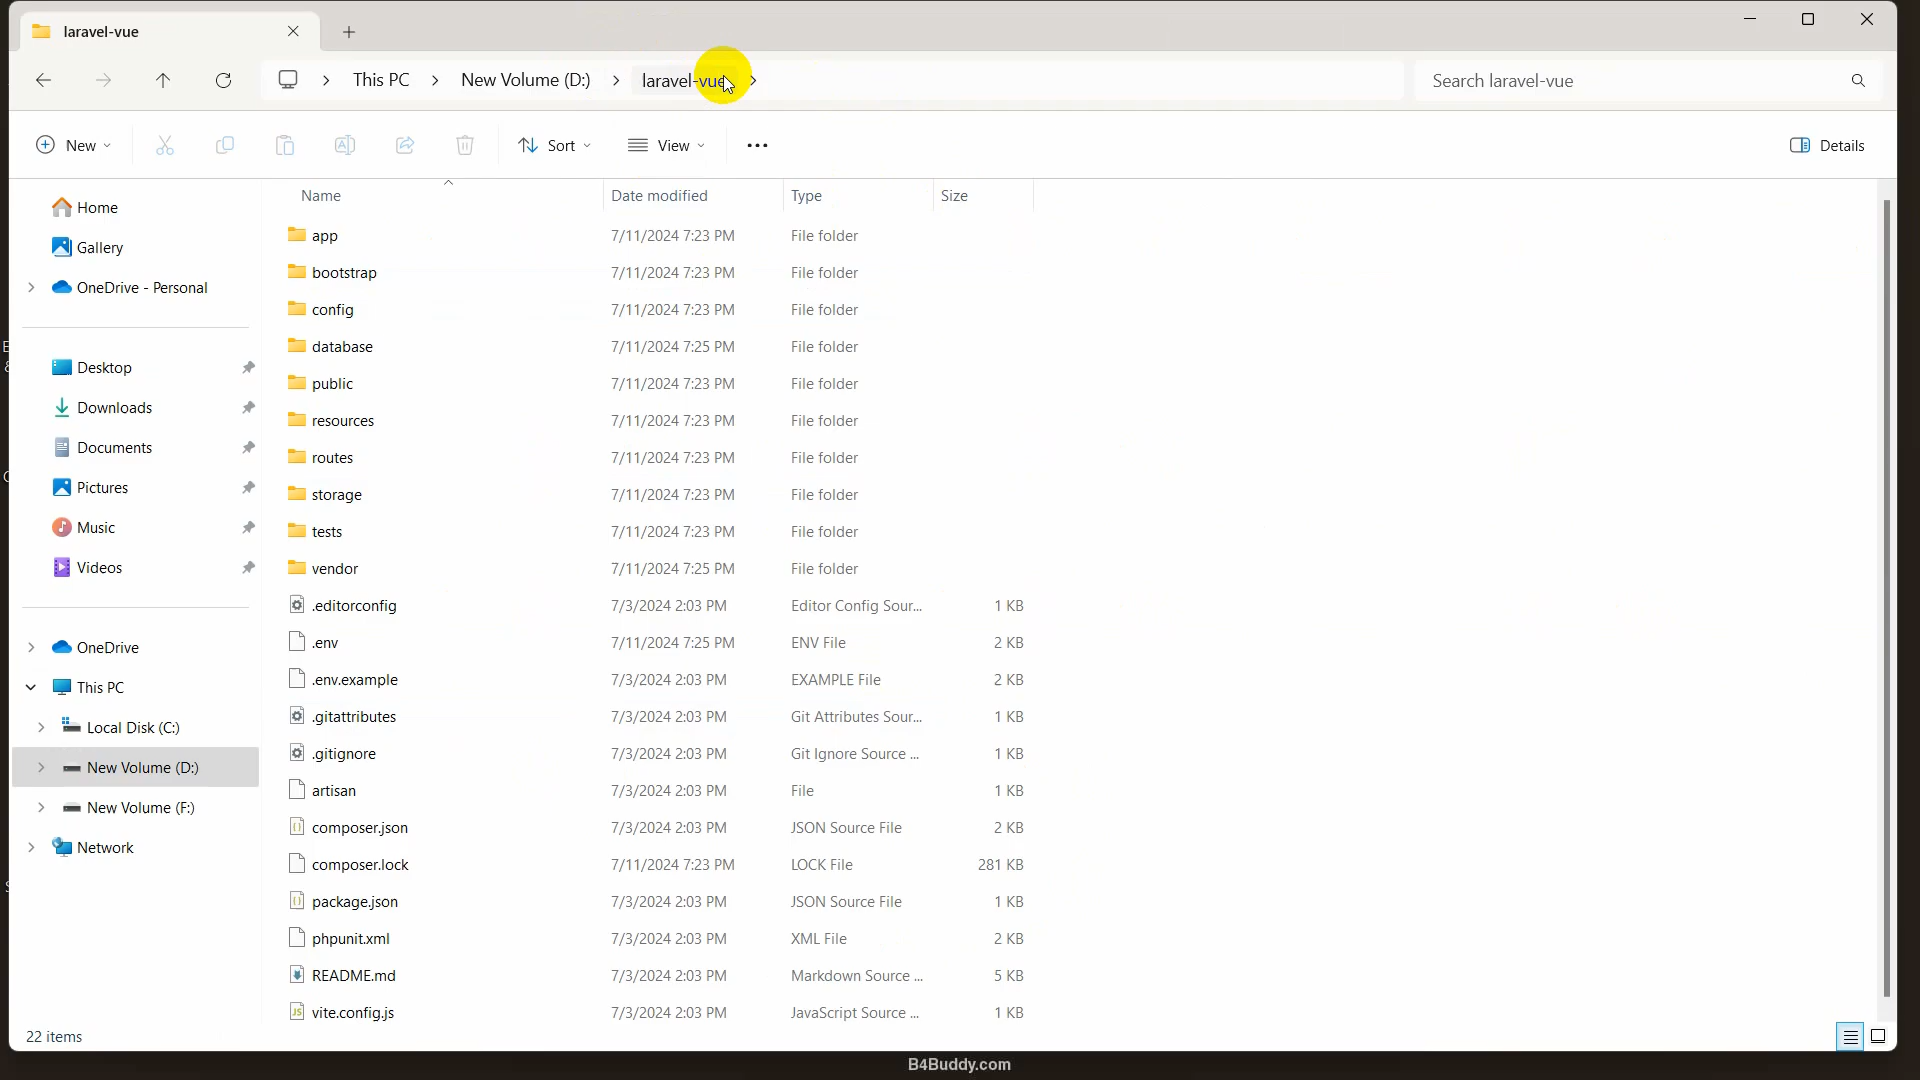 laravel-vue
This PC > New Volume (D:) > laravel-vue >
Search laravel-vue
New
Sort
View
Details
Home
Gallery
OneDrive - Personal
Desktop
Downloads
Documents
Pictures
Music
Videos
OneDrive
This PC
Local Disk (C:)
New Volume (D:)
New Volume (F:)
Network
Name Date modified Type Size
app 7/11/2024 7:23 PM File folder
bootstrap 7/11/2024 7:23 PM File folder
config 7/11/2024 7:23 PM File folder
database 7/11/2024 7:25 PM File folder
public 7/11/2024 7:23 PM File folder
resources 7/11/2024 7:23 PM File folder
routes 7/11/2024 7:23 PM File folder
storage 7/11/2024 7:23 PM File folder
tests 7/11/2024 7:23 PM File folder
vendor 7/11/2024 7:25 PM File folder
.editorconfig 7/3/2024 2:03 PM Editor Config Sour... 1 KB
.env 7/11/2024 7:25 PM ENV File 2 KB
.env.example 7/3/2024 2:03 PM EXAMPLE File 2 KB
.gitattributes 7/3/2024 2:03 PM Git Attributes Sour... 1 KB
.gitignore 7/3/2024 2:03 PM Git Ignore Source ... 1 KB
artisan 7/3/2024 2:03 PM File 1 KB
composer.json 7/3/2024 2:03 PM JSON Source File 2 KB
composer.lock 7/11/2024 7:23 PM LOCK File 281 KB
package.json 7/3/2024 2:03 PM JSON Source File 1 KB
phpunit.xml 7/3/2024 2:03 PM XML File 2 KB
README.md 7/3/2024 2:03 PM Markdown Source ... 5 KB
vite.config.js 7/3/2024 2:03 PM JavaScript Source ... 1 KB
22 items
B4Buddy.com